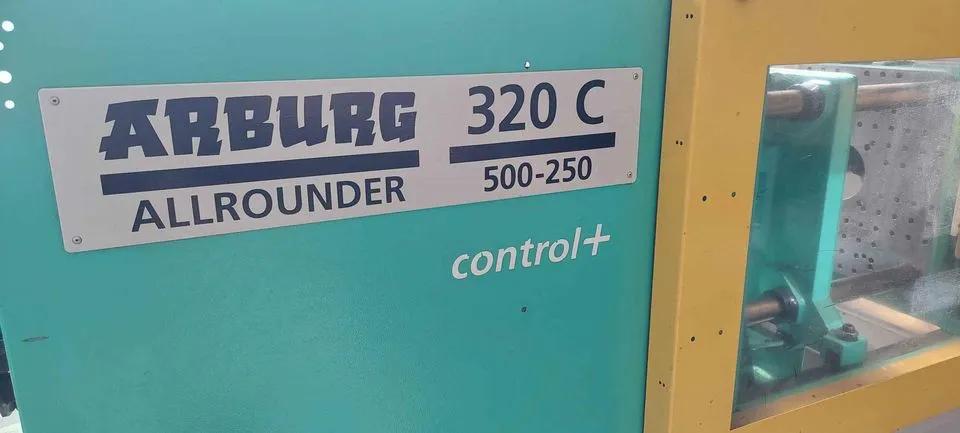 ARBURG
ALLROUNDER
320 C
500-250
control+